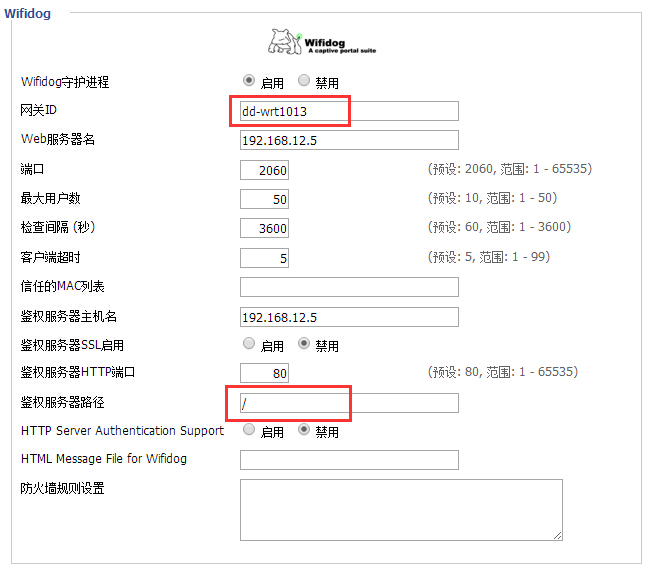 Wifidog
Wifidog
A captive portal suite
Wifidog守护进程 启用 禁用
网关ID dd-wrt1013
Web服务器名 192.168.12.5
端口 2060 (预设: 2060, 范围: 1 - 65535)
最大用户数 50 (预设: 10, 范围: 1 - 50)
检查间隔 (秒) 3600 (预设: 60, 范围: 1 - 3600)
客户端超时 5 (预设: 5, 范围: 1 - 99)
信任的MAC列表
鉴权服务器主机名 192.168.12.5
鉴权服务器SSL启用 启用 禁用
鉴权服务器HTTP端口 80 (预设: 80, 范围: 1 - 65535)
鉴权服务器路径 /
HTTP Server Authentication Support 启用 禁用
HTML Message File for Wifidog
防火墙规则设置